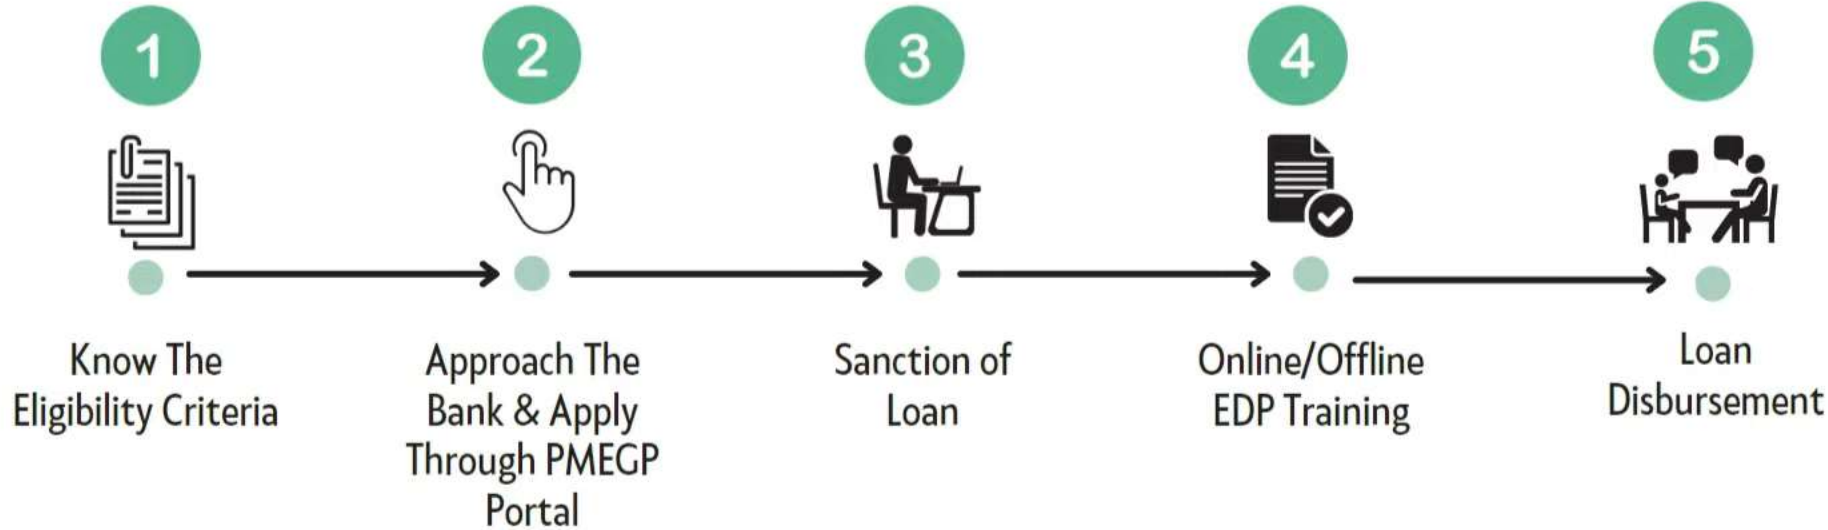 1
Know The
Eligibility Criteria
2
Approach The
Bank & Apply
Through PMEGP
Portal
3
Sanction of
Loan
4
Online/Offline
EDP Training
5
Loan
Disbursement